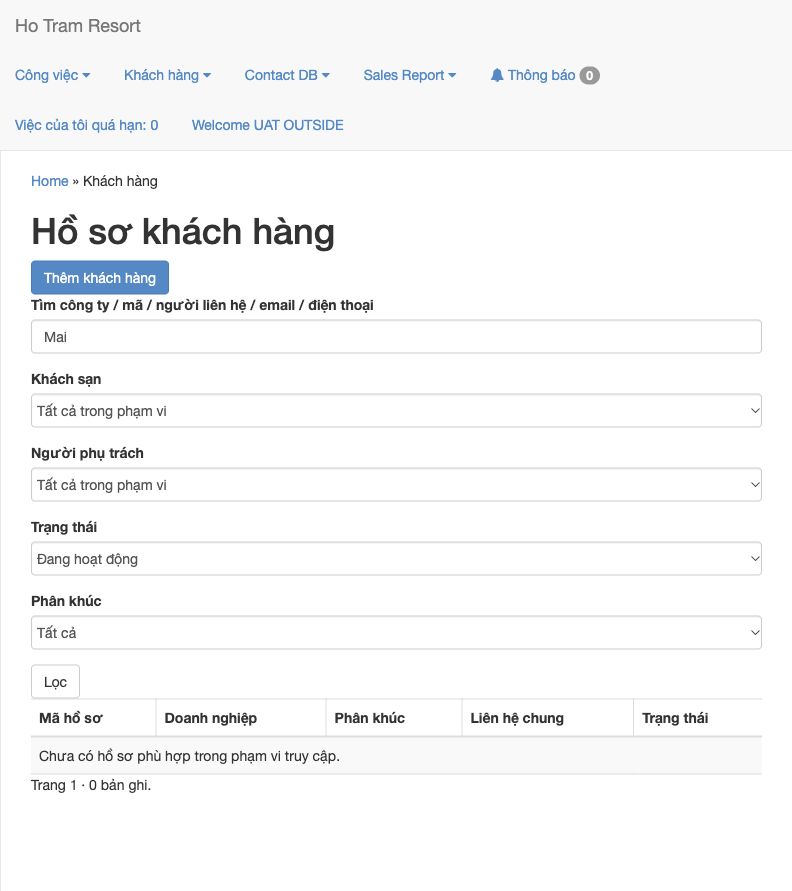 Ho Tram Resort
Công việc Khách hàng Contact DB Sales Report Thông báo 0
Việc của tôi quá hạn: 0 Welcome UAT OUTSIDE
Home » Khách hàng
Hồ sơ khách hàng
Thêm khách hàng
Tìm công ty / mã / người liên hệ / email / điện thoại
Mai
Khách sạn
Tất cả trong phạm vi
Người phụ trách
Tất cả trong phạm vi
Trạng thái
Đang hoạt động
Phân khúc
Tất cả
Lọc
Mã hồ sơ Doanh nghiệp Phân khúc Liên hệ chung Trạng thái
Chưa có hồ sơ phù hợp trong phạm vi truy cập.
Trang 1 · 0 bản ghi.